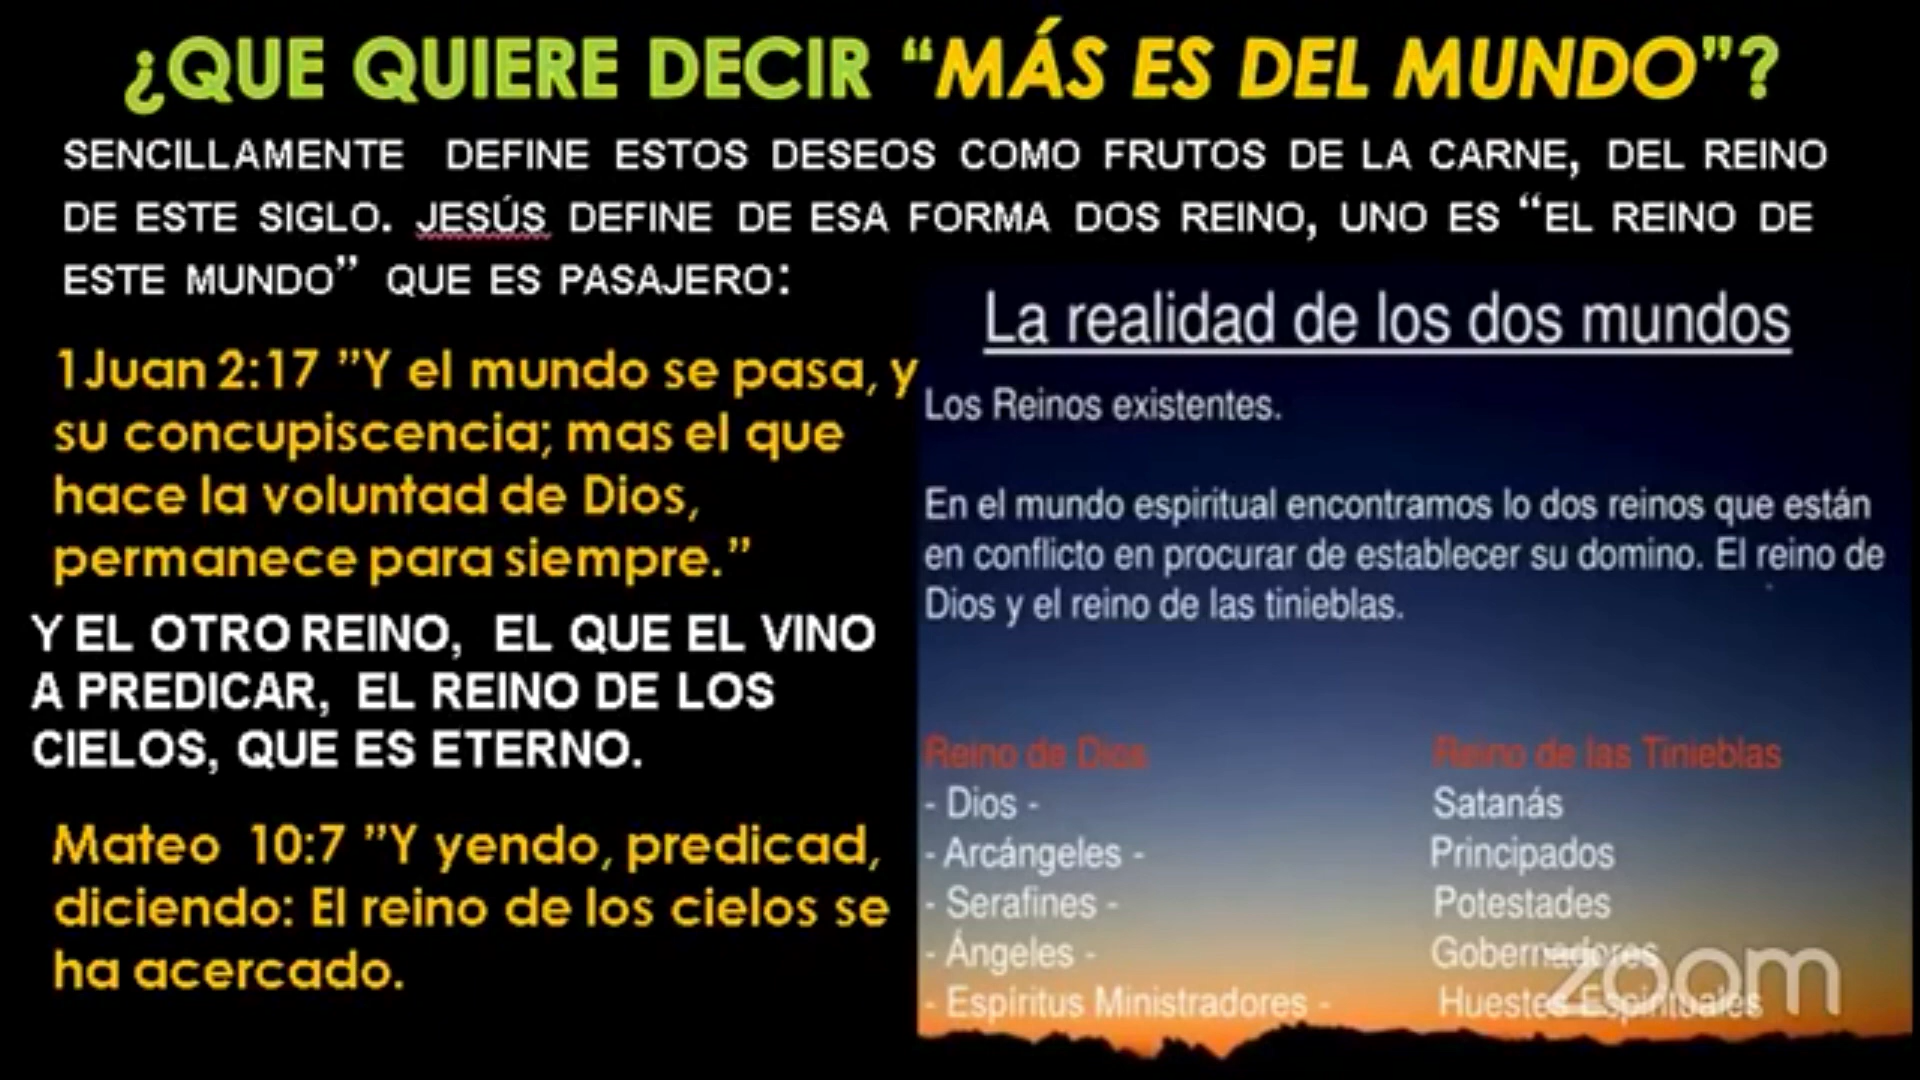 ¿QUE QUIERE DECIR “MÁS ES DEL MUNDO”?
SENCILLAMENTE DEFINE ESTOS DESEOS COMO FRUTOS DE LA CARNE, DEL REINO
DE ESTE SIGLO. JESÚS DEFINE DE ESA FORMA DOS REINO, UNO ES “EL REINO DE
ESTE MUNDO” QUE ES PASAJERO:
1Juan 2:17 ”Y el mundo se pasa, y
su concupiscencia; mas el que
hace la voluntad de Dios,
permanece para siempre.”
Y EL OTRO REINO, EL QUE EL VINO
A PREDICAR, EL REINO DE LOS
CIELOS, QUE ES ETERNO.
Mateo 10:7 ”Y yendo, predicad,
diciendo: El reino de los cielos se
ha acercado.
La realidad de los dos mundos
Los Reinos existentes.
En el mundo espiritual encontramos lo dos reinos que están
en conflicto en procurar de establecer su domino. El reino de
Dios y el reino de las tinieblas.
Reino de Dios
- Dios -
- Arcángeles -
- Serafines -
- Ángeles -
- Espíritus Ministradores -
Reino de las Tinieblas
Satanás
Principados
Potestades
Gobernadores
Huestes Espirituales
zoom